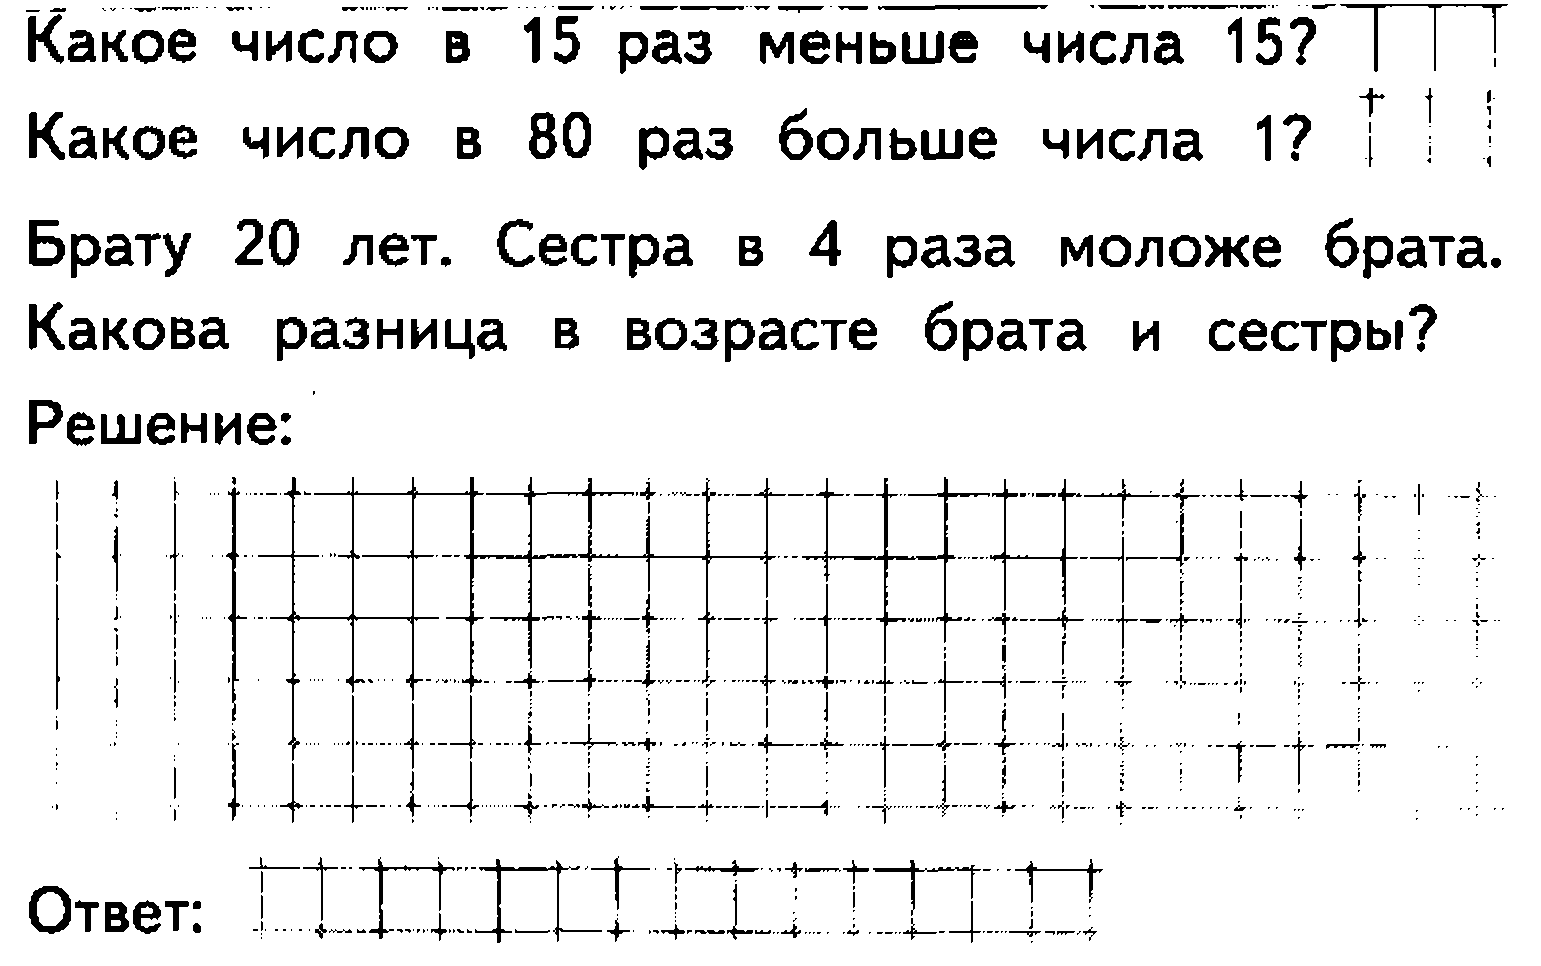 Какое число в 15 раз меньше числа 15?
Какое число в 80 раз больше числа 1?
Брату 20 лет. Сестра в 4 раза моложе брата.
Какова разница в возрасте брата и сестры?
Решение:
Ответ: